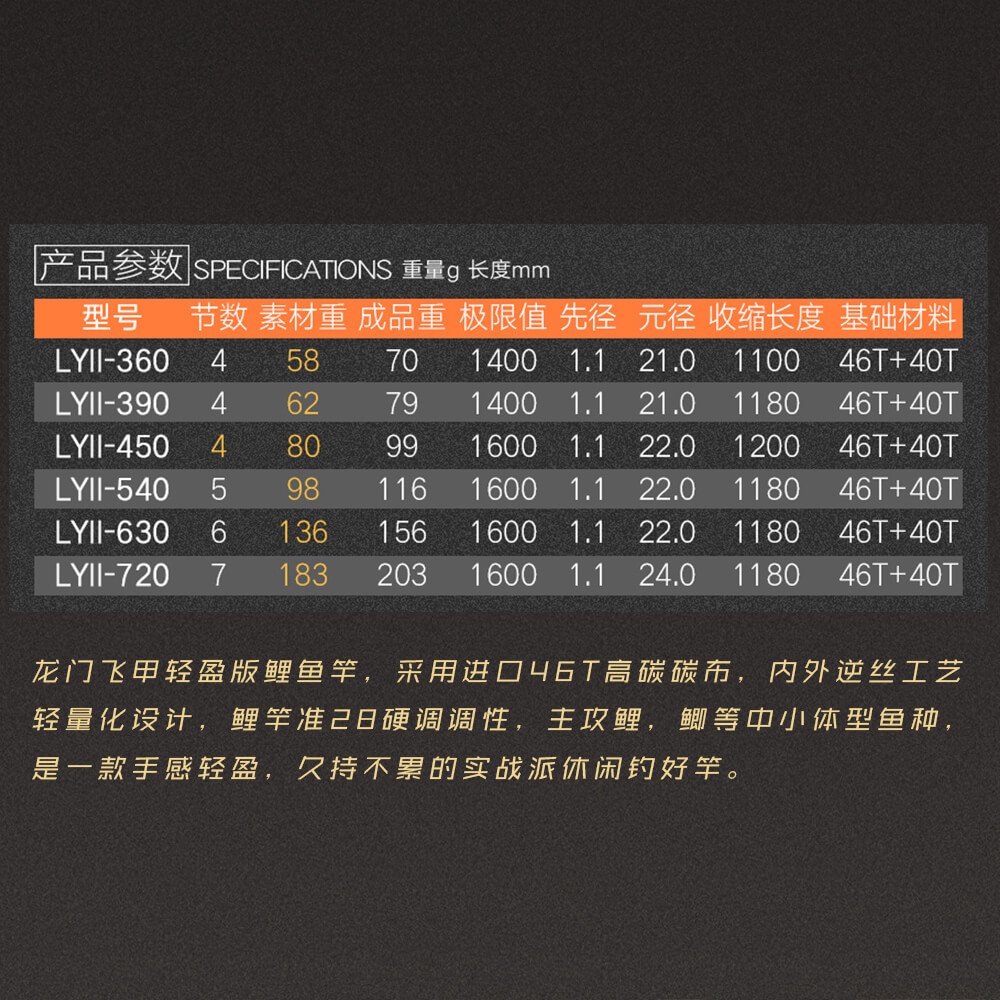 产品参数 SPECIFICATIONS 重量g 长度mm
型号 节数 素材重 成品重 极限值 先径 元径 收缩长度 基础材料
LYII-360 4 58 70 1400 1.1 21.0 1100 46T+40T
LYII-390 4 62 79 1400 1.1 21.0 1180 46T+40T
LYII-450 4 80 99 1600 1.1 22.0 1200 46T+40T
LYII-540 5 98 116 1600 1.1 22.0 1180 46T+40T
LYII-630 6 136 156 1600 1.1 22.0 1180 46T+40T
LYII-720 7 183 203 1600 1.1 24.0 1180 46T+40T
龙门飞甲轻盈版鲤鱼竿，采用进口46T高碳碳布，内外逆丝工艺
轻量化设计，鲤竿准28硬调调性，主攻鲤，鲫等中小体型鱼种，
是一款手感轻盈，久持不累的实战派休闲钓好竿。